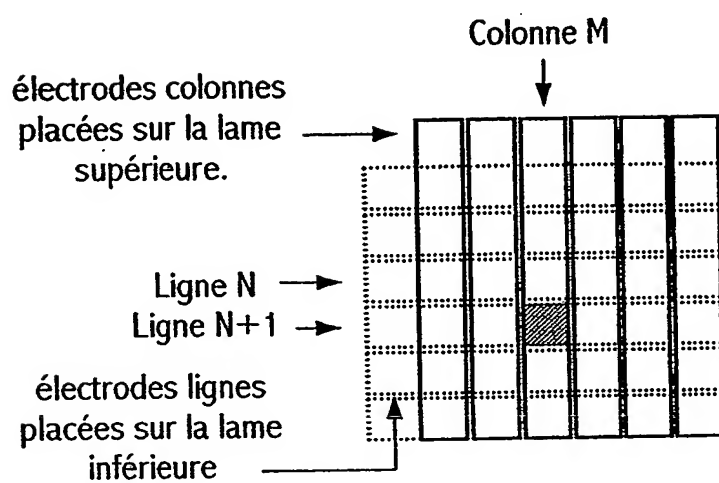 Colonne M
électrodes colonnes
placées sur la lame
supérieure.
Ligne N
Ligne N+1
électrodes lignes
placées sur la lame
inférieure